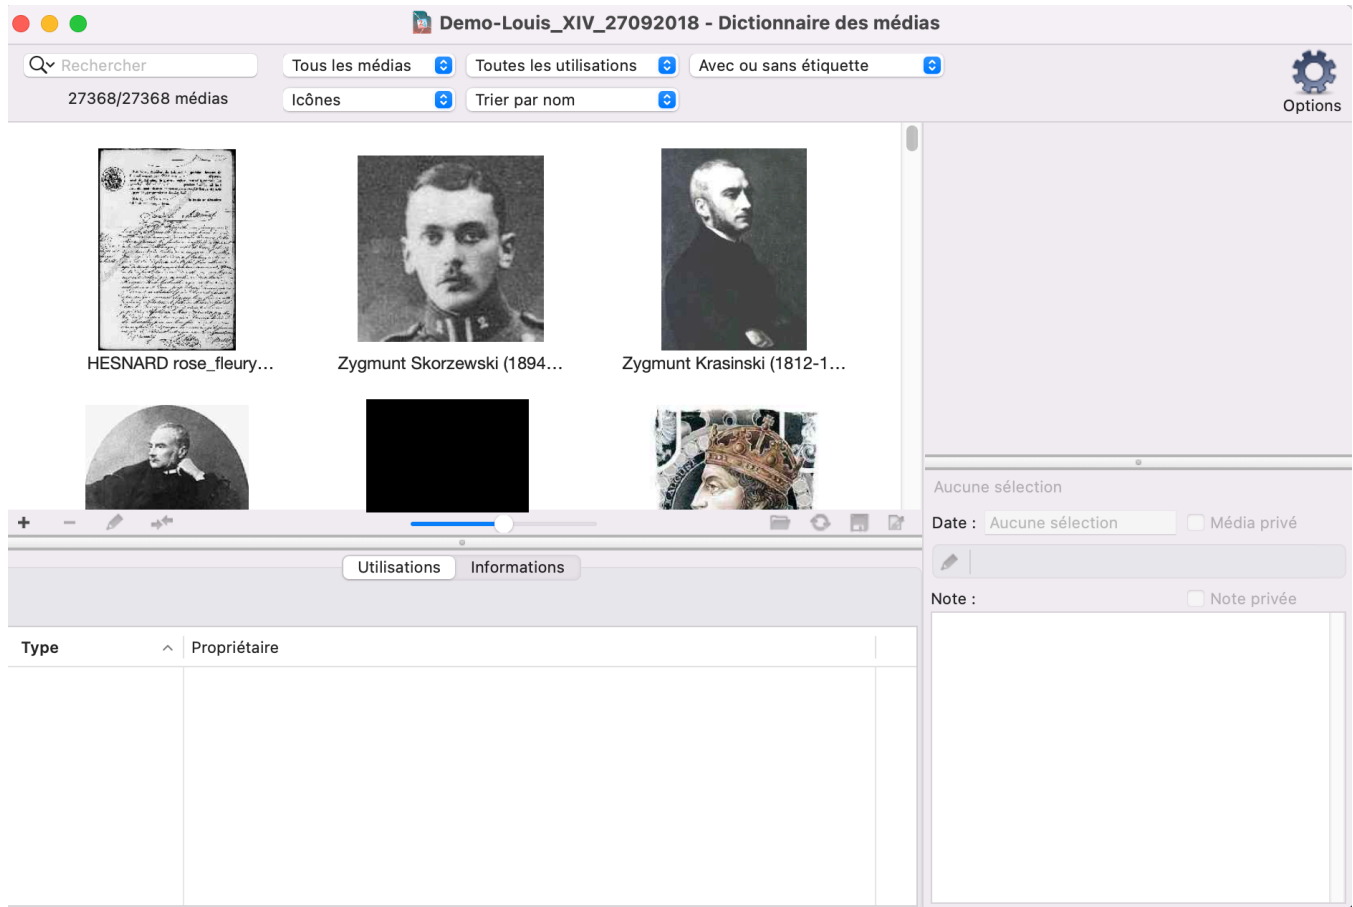 Demo-Louis_XIV_27092018 - Dictionnaire des médias
Rechercher
Tous les médias
Toutes les utilisations
Avec ou sans étiquette
27368/27368 médias
Icônes
Trier par nom
Options
HESNARD rose_fleury...
Zygmunt Skorzewski (1894...
Zygmunt Krasinski (1812-1...
Aucune sélection
Date : Aucune sélection
Média privé
Utilisations
Informations
Note :
Note privée
Type
Propriétaire